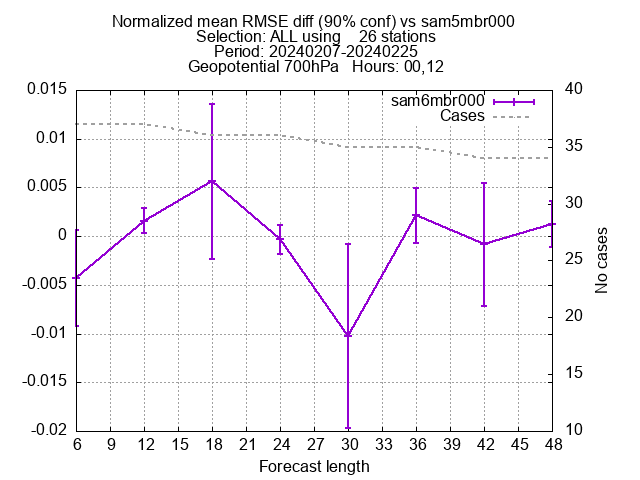 Normalized mean RMSE diff (90% conf) vs sam5mbr000
Selection: ALL using 26 stations
Period: 20240207-20240225
Geopotential 700hPa Hours: 00,12
0.015
0.01
0.005
0
-0.005
-0.01
-0.015
-0.02
40
35
30
25
20
15
10
No cases
sam6mbr000
Cases
6 9 12 15 18 21 24 27 30 33 36 39 42 45 48
Forecast length